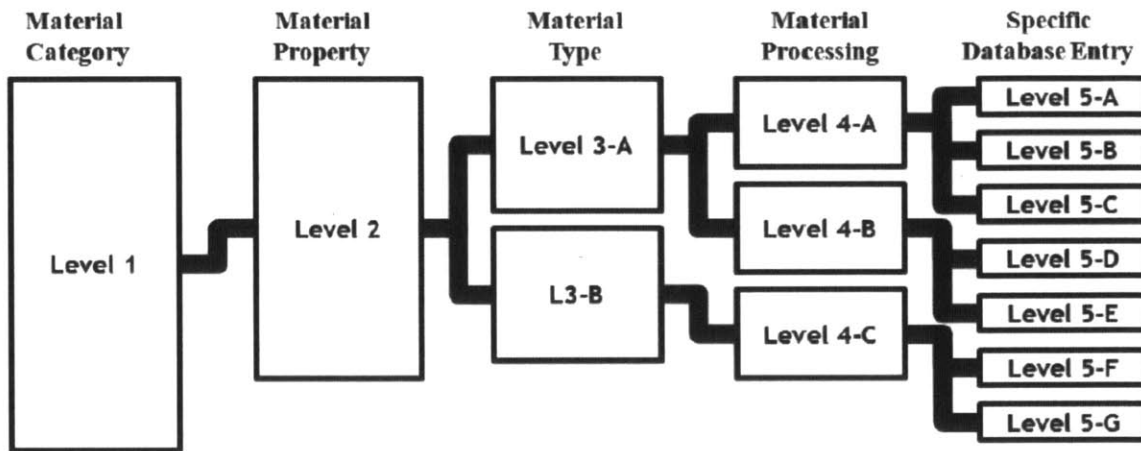 Material
Category
Material
Property
Material
Type
Material
Processing
Specific
Database Entry
Level 1
Level 2
Level 3-A
L3-B
Level 4-A
Level 4-B
Level 4-C
Level 5-A
Level 5-B
Level 5-C
Level 5-D
Level 5-E
Level 5-F
Level 5-G